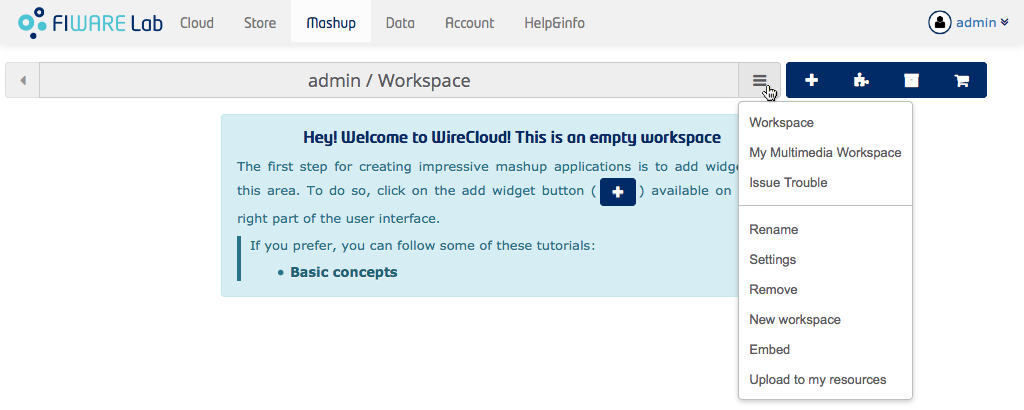 FIWARE Lab Cloud Store Mashup Data Account Help&info admin
admin / Workspace
Hey! Welcome to WireCloud! This is an empty workspace
The first step for creating impressive mashup applications is to add
this area. To do so, click on the add widget button ( + ) available on
right part of the user interface.
If you prefer, you can follow some of these tutorials:
• Basic concepts
Workspace
My Multimedia Workspace
Issue Trouble
Rename
Settings
Remove
New workspace
Embed
Upload to my resources